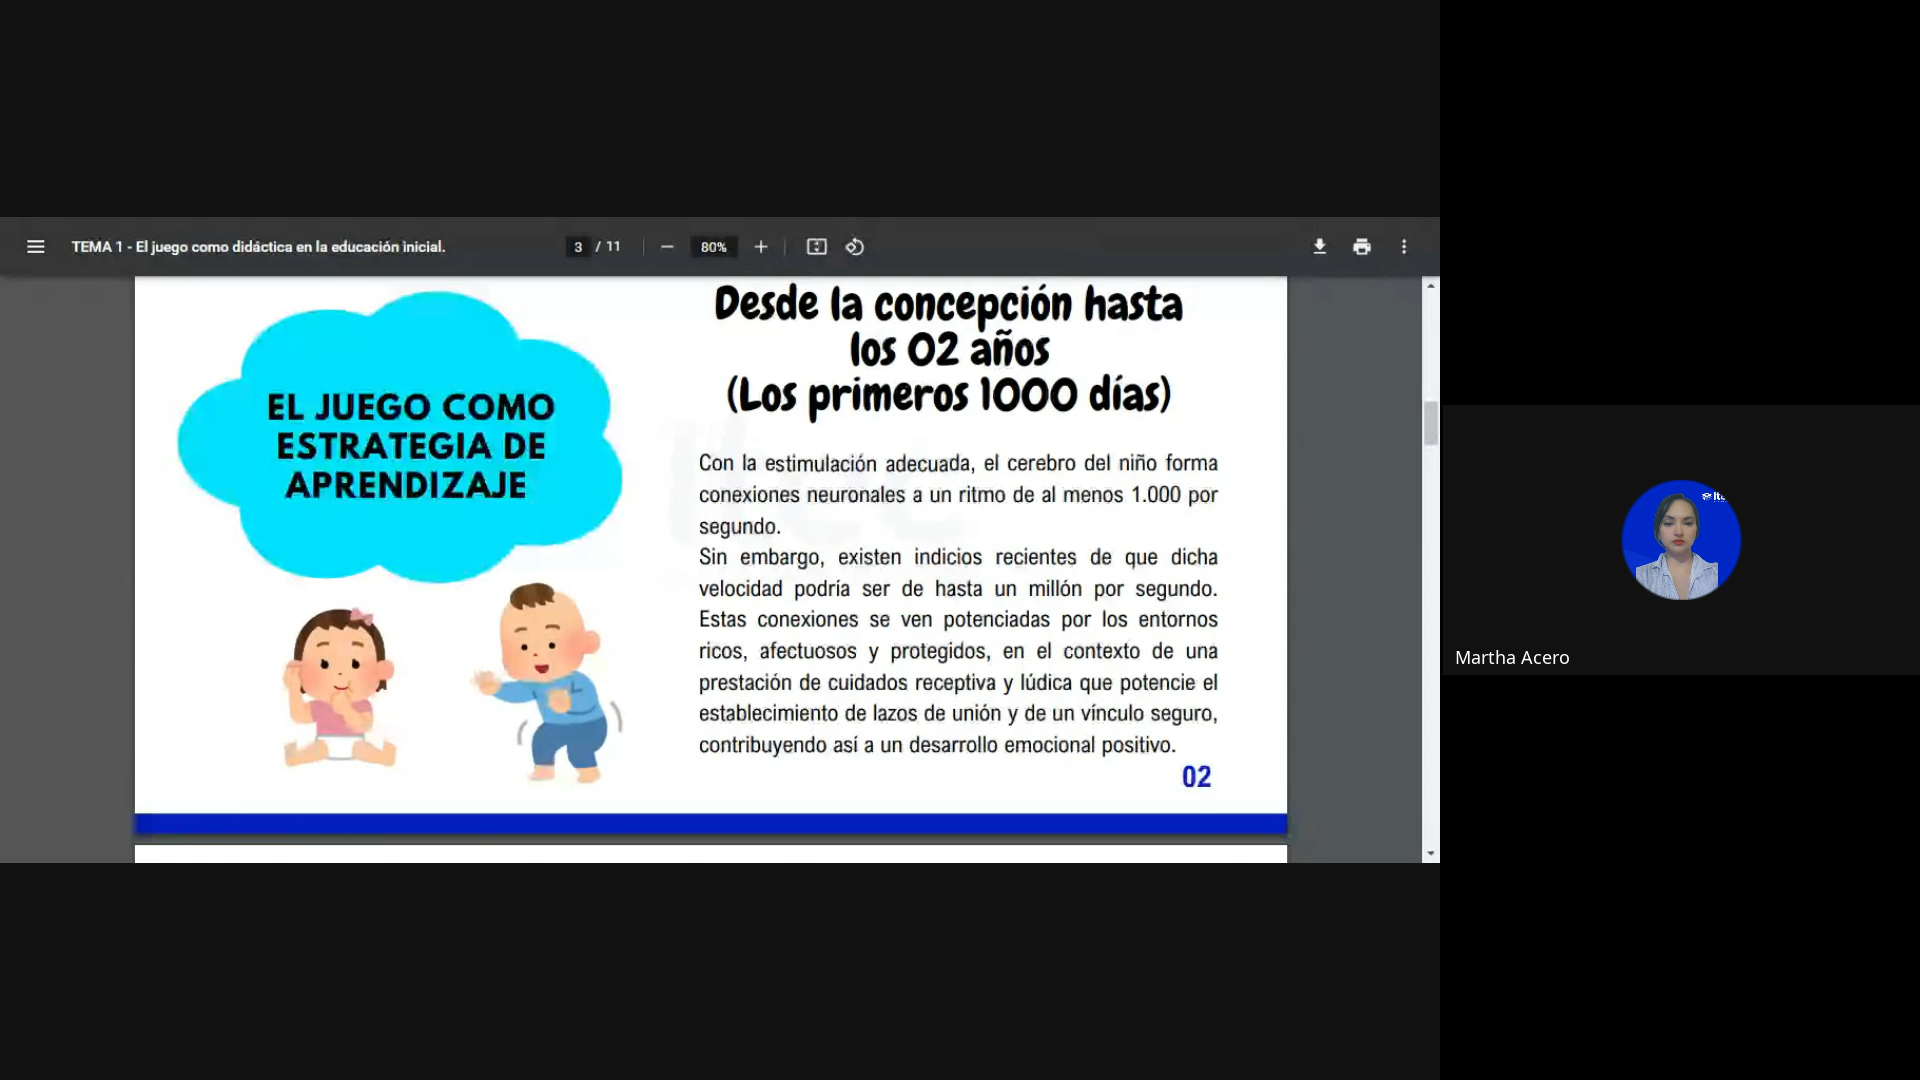 TEMA 1 - El juego como didáctica en la educación inicial.
3 / 11
80%
EL JUEGO COMO
ESTRATEGIA DE
APRENDIZAJE
Desde la concepción hasta
los 02 años
(Los primeros 1000 días)
Con la estimulación adecuada, el cerebro del niño forma
conexiones neuronales a un ritmo de al menos 1.000 por
segundo.
Sin embargo, existen indicios recientes de que dicha
velocidad podría ser de hasta un millón por segundo.
Estas conexiones se ven potenciadas por los entornos
ricos, afectuosos y protegidos, en el contexto de una
prestación de cuidados receptiva y lúdica que potencie el
establecimiento de lazos de unión y de un vínculo seguro,
contribuyendo así a un desarrollo emocional positivo.
02
Martha Acero